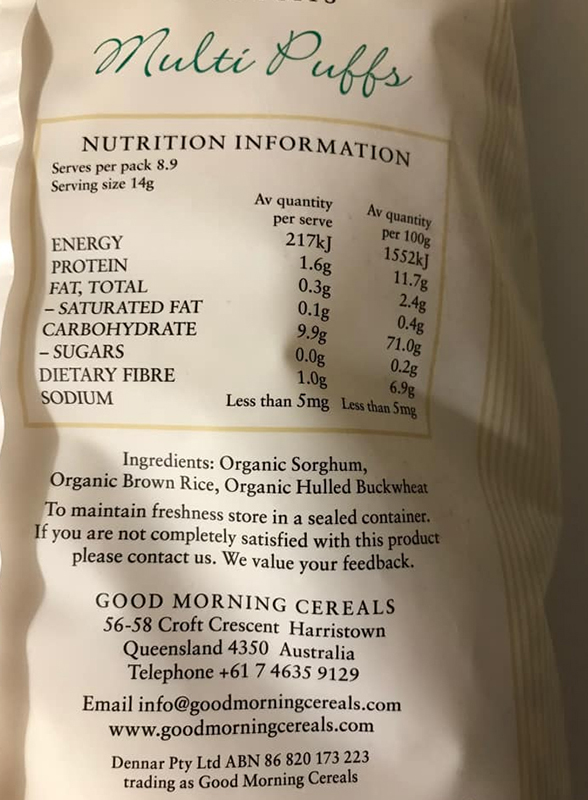 Multi Puffs
NUTRITION INFORMATION
Serves per pack 8.9
Serving size 14g
Av quantity per serve Av quantity per 100g
ENERGY 217kJ 1552kJ
PROTEIN 1.6g 11.7g
FAT, TOTAL 0.3g 2.4g
– SATURATED FAT 0.1g 0.4g
CARBOHYDRATE 9.9g 71.0g
– SUGARS 0.0g 0.2g
DIETARY FIBRE 1.0g 6.9g
SODIUM Less than 5mg Less than 5mg
Ingredients: Organic Sorghum,
Organic Brown Rice, Organic Hulled Buckwheat
To maintain freshness store in a sealed container.
If you are not completely satisfied with this product
please contact us. We value your feedback.
GOOD MORNING CEREALS
56-58 Croft Crescent Harristown
Queensland 4350 Australia
Telephone +61 7 4635 9129
Email info@goodmorningcereals.com
www.goodmorningcereals.com
Dennar Pty Ltd ABN 86 820 173 223
trading as Good Morning Cereals